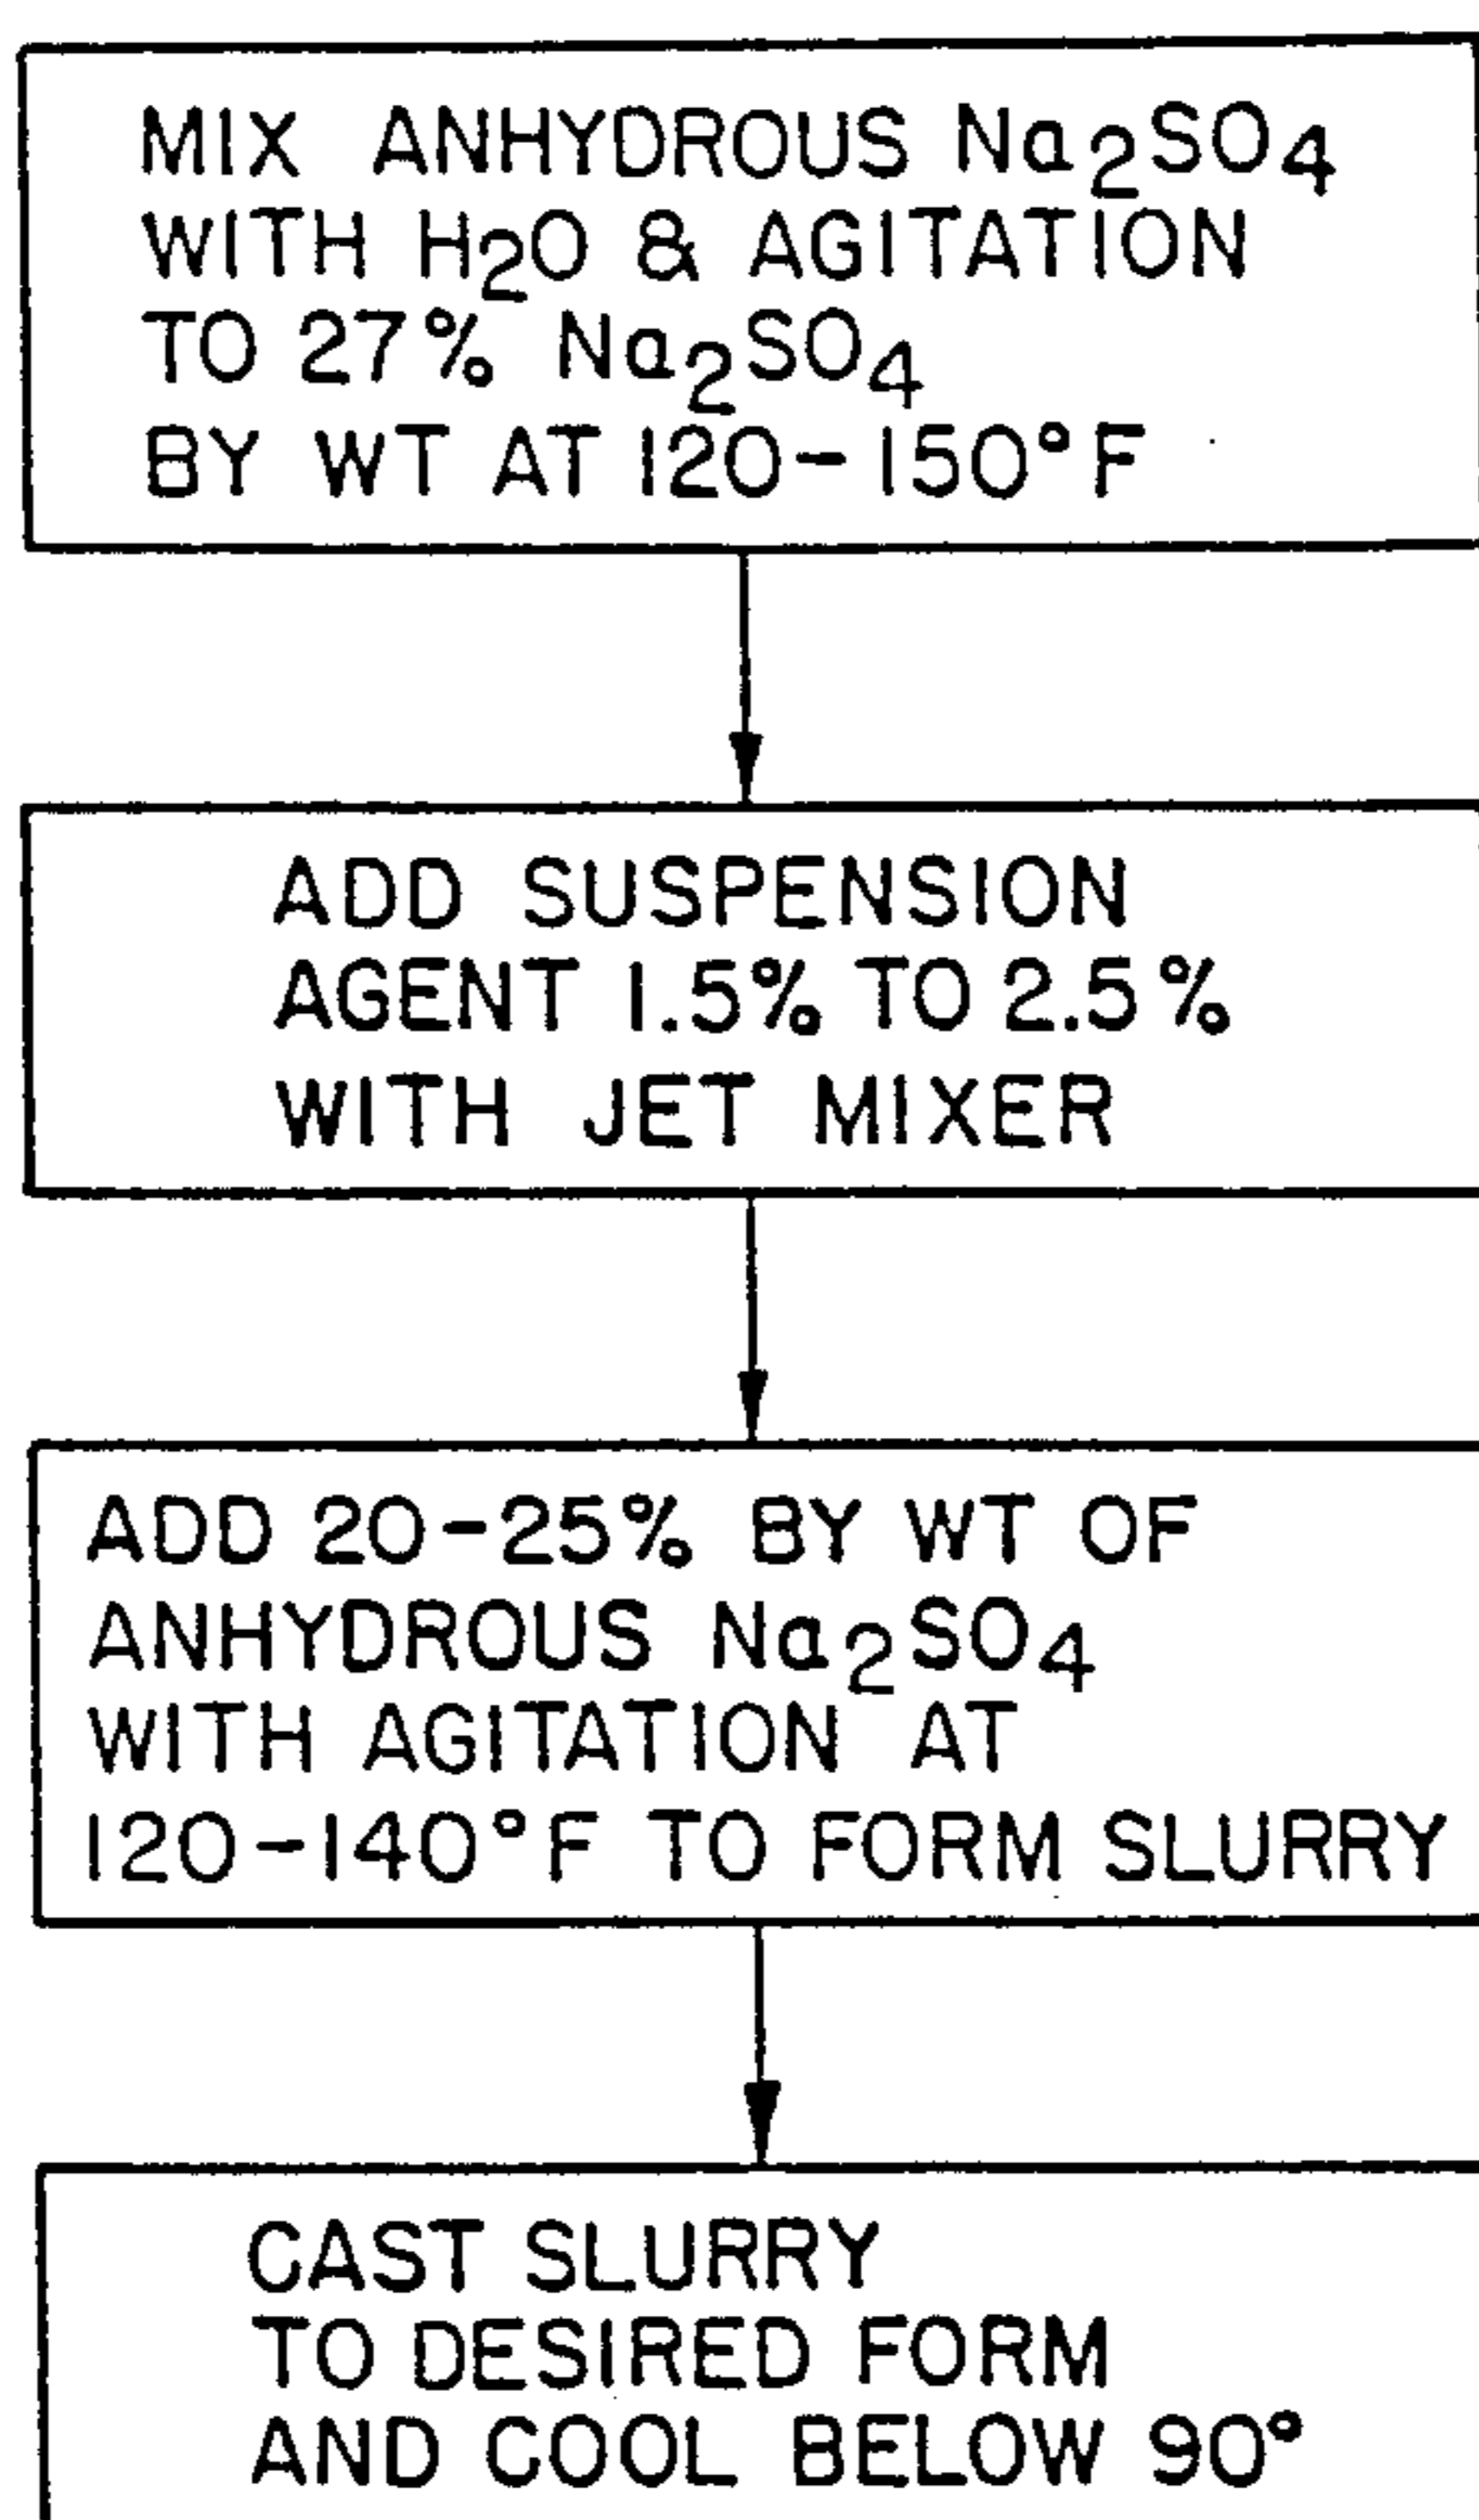 MIX ANHYDROUS Na₂SO₄
WITH H₂O & AGITATION
TO 27% Na₂SO₄
BY WT AT 120-150°F
ADD SUSPENSION
AGENT 1.5% TO 2.5%
WITH JET MIXER
ADD 20-25% BY WT OF
ANHYDROUS Na₂SO₄
WITH AGITATION AT
120-140°F TO FORM SLURRY
CAST SLURRY
TO DESIRED FORM
AND COOL BELOW 90°